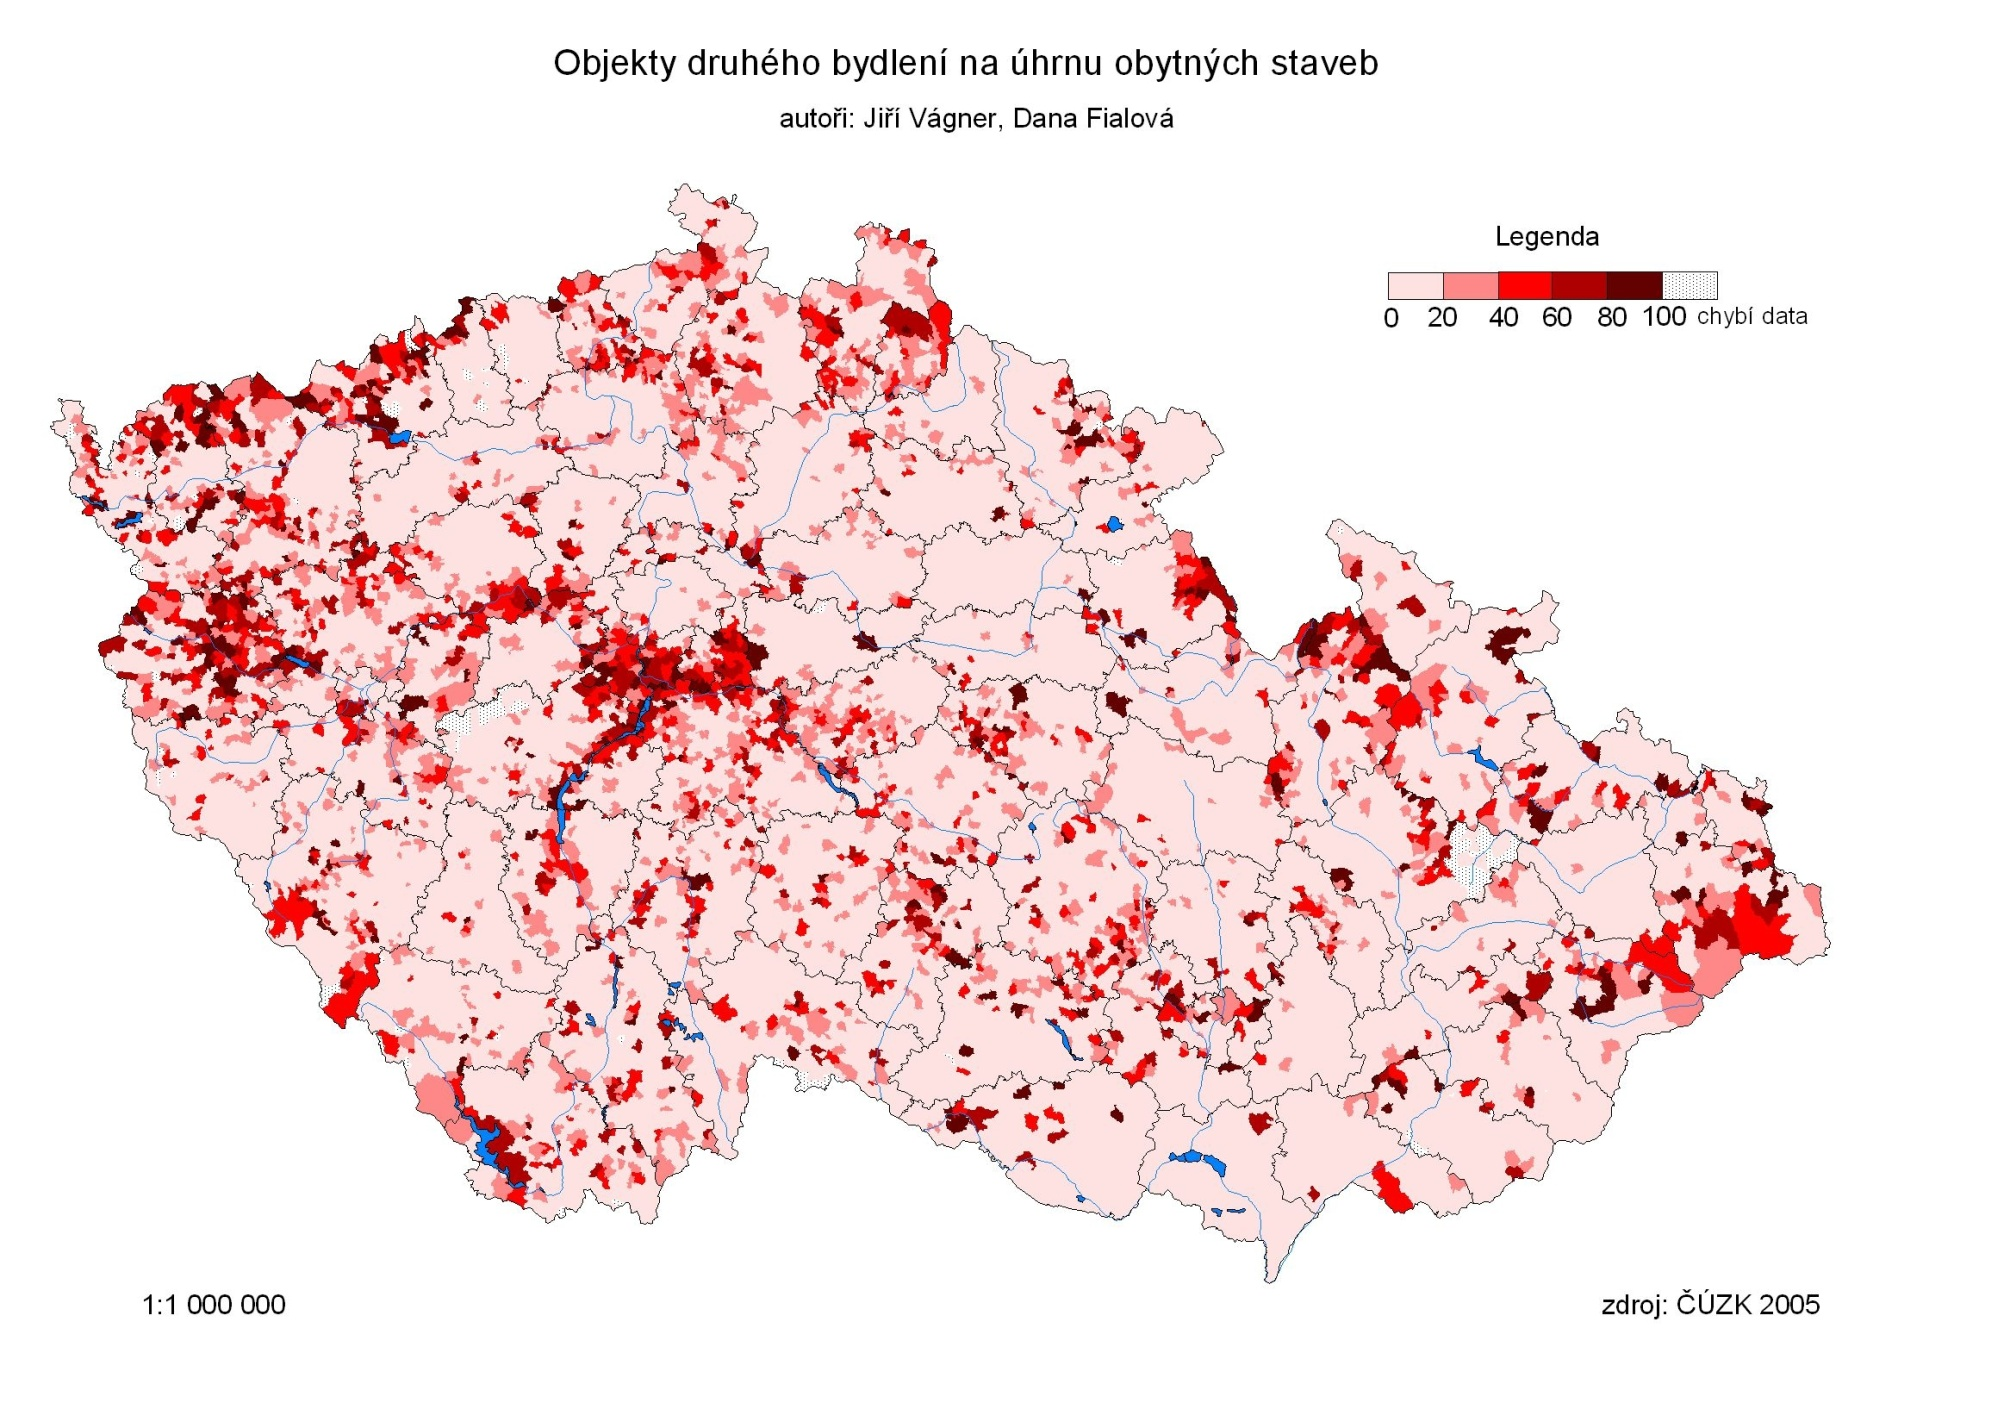 Objekty druhého bydlení na úhrnu obytných staveb
autoři: Jiří Vágner, Dana Fialová
Legenda
0 20 40 60 80 100 chybí data
1:1 000 000
zdroj: ČÚZK 2005